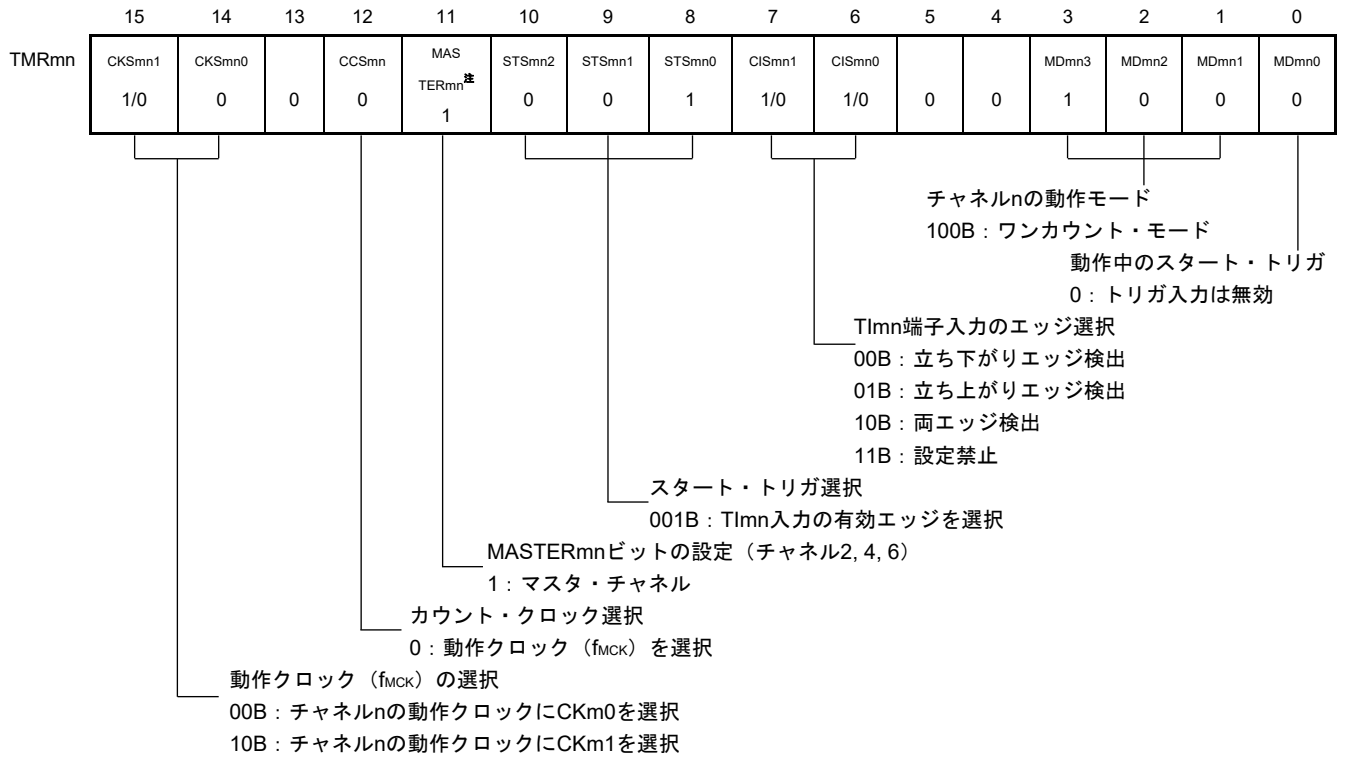 15 14 13 12 11 10 9 8 7 6 5 4 3 2 1 0
TMRmn CKSmn1 CKSmn0 CCSmn MAS TERmn注 STSmn2 STSmn1 STSmn0 CISmn1 CISmn0 MDmn3 MDmn2 MDmn1 MDmn0
1/0 0 0 0 1 0 0 1 1/0 1/0 0 0 1 0 0 0
チャネルnの動作モード
100B：ワンカウント・モード
動作中のスタート・トリガ
0：トリガ入力は無効
TImn端子入力のエッジ選択
00B：立ち下がりエッジ検出
01B：立ち上がりエッジ検出
10B：両エッジ検出
11B：設定禁止
スタート・トリガ選択
001B：TImn入力の有効エッジを選択
MASTERmnビットの設定（チャネル2, 4, 6）
1：マスタ・チャネル
カウント・クロック選択
0：動作クロック（fMCK）を選択
動作クロック（fMCK）の選択
00B：チャネルnの動作クロックにCKm0を選択
10B：チャネルnの動作クロックにCKm1を選択